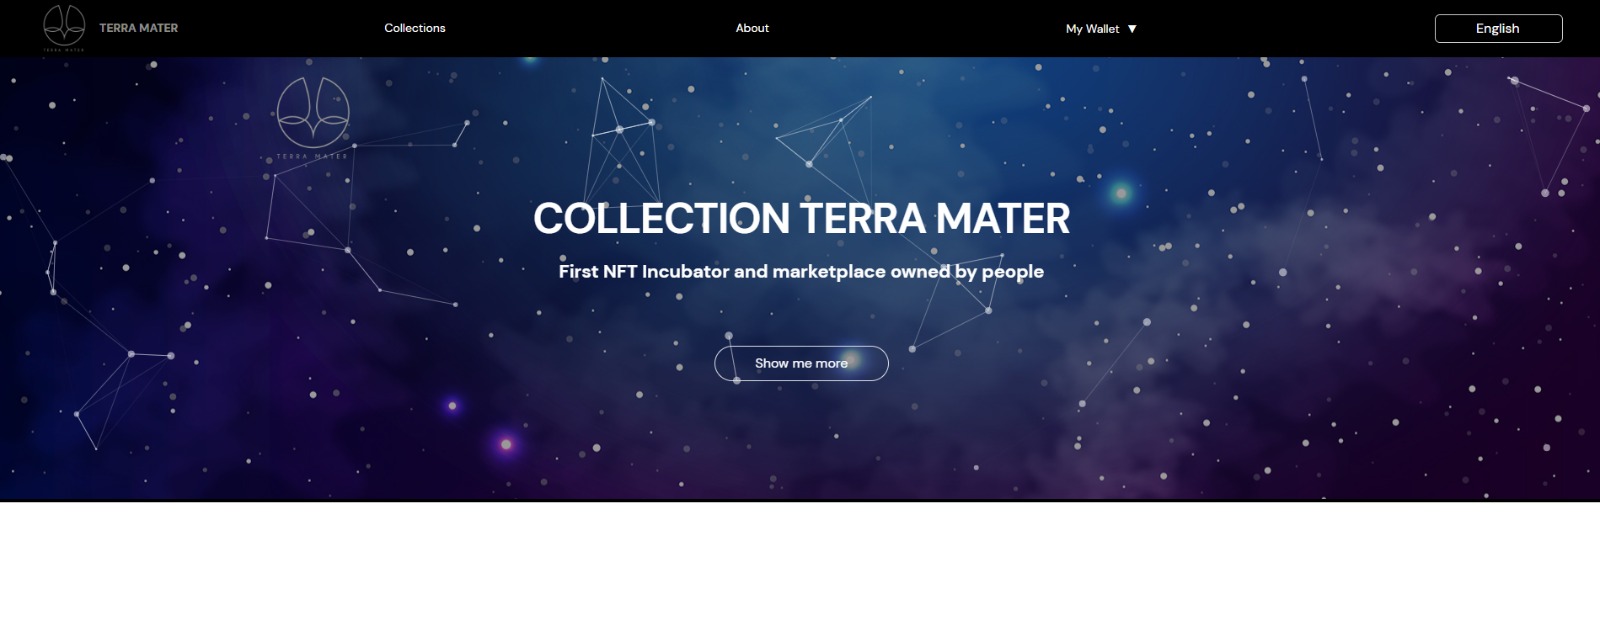 TERRA MATER
TERRA MATER
Collections
About
My Wallet ▼
English
TERRA MATER
COLLECTION TERRA MATER
First NFT Incubator and marketplace owned by people
Show me more